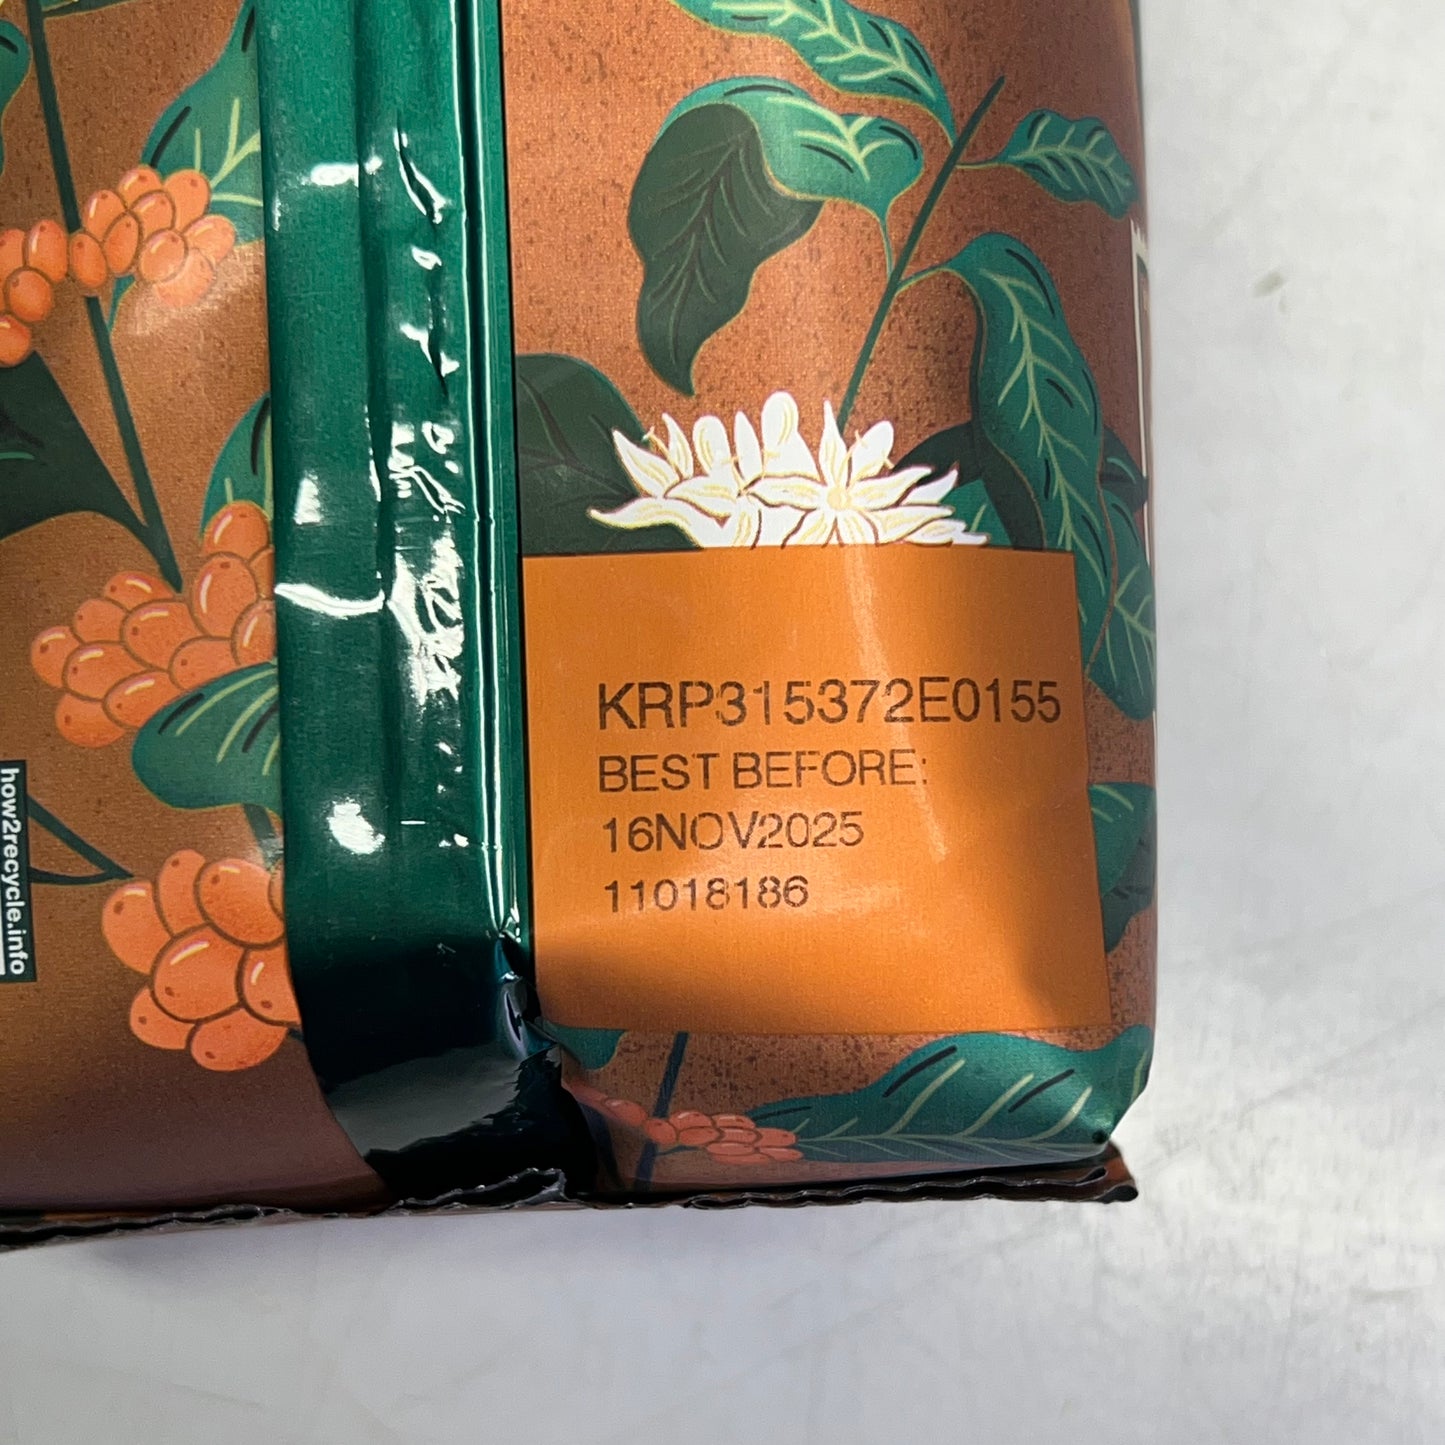 KRP315372E0155
BEST BEFORE:
16NOV2025
11018186
how2recycle.info